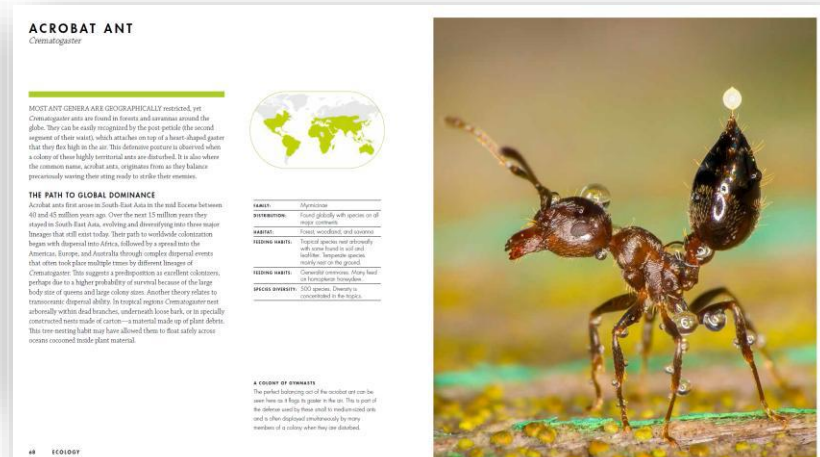 ACROBAT ANT
Crematogaster
MOST ANT GENERA ARE GEOGRAPHICALLY restricted, yet
Crematogaster ants are found in forests and savannas around the
globe. They can be easily recognized by the post-petiole (the second
segment of their waist), which attaches on top of a heart-shaped gaster
that they flex high in the air. This defensive posture is observed when
a colony of these highly territorial ants are disturbed. It is also where
the common name, acrobat ants, originates from as they balance
precariously waving their sting ready to strike their enemies.
THE PATH TO GLOBAL DOMINANCE
Acrobat ants first arose in South-East Asia in the mid Eocene between
40 and 45 million years ago. Over the next 15 million years they
stayed in South-East Asia, evolving and diversifying into three major
lineages that still exist today. Their path to worldwide colonization
began with dispersal into Africa, followed by a spread into the
Americas, Europe, and Australia through complex dispersal events
that often took place multiple times by different lineages of
Crematogaster. This suggests a predisposition as excellent colonizers,
perhaps due to a higher probability of survival because of the large
body size of queens and large colony sizes. Another theory relates to
transoceanic dispersal ability. In tropical regions Crematogaster nest
arboreally within dead branches, underneath loose bark, or in specially
constructed nests made of carton—a material made up of plant debris.
This tree-nesting habit may have allowed them to float safely across
oceans cocooned inside plant material.
FAMILY: Myrmicinae
DISTRIBUTION: Found globally with species on all
major continents
HABITAT: Forest, woodland, and savanna
FEEDING HABITS: Tropical species nest arboreally
with some found in soil and
leaf-litter. Temperate species
mainly nest on the ground.
FEEDING HABITS: Generalist omnivores. Many feed
on homopteran honeydew.
SPECIES DIVERSITY: 500 species. Diversity is
concentrated in the tropics.
A COLONY OF GYMNASTS
The perfect balancing act of the acrobat ant can be
seen here as it flags its gaster in the air. This is part of
the defense used by these small to medium-sized ants
and is often displayed simultaneously by many
members of a colony when they are disturbed.
68 ECOLOGY